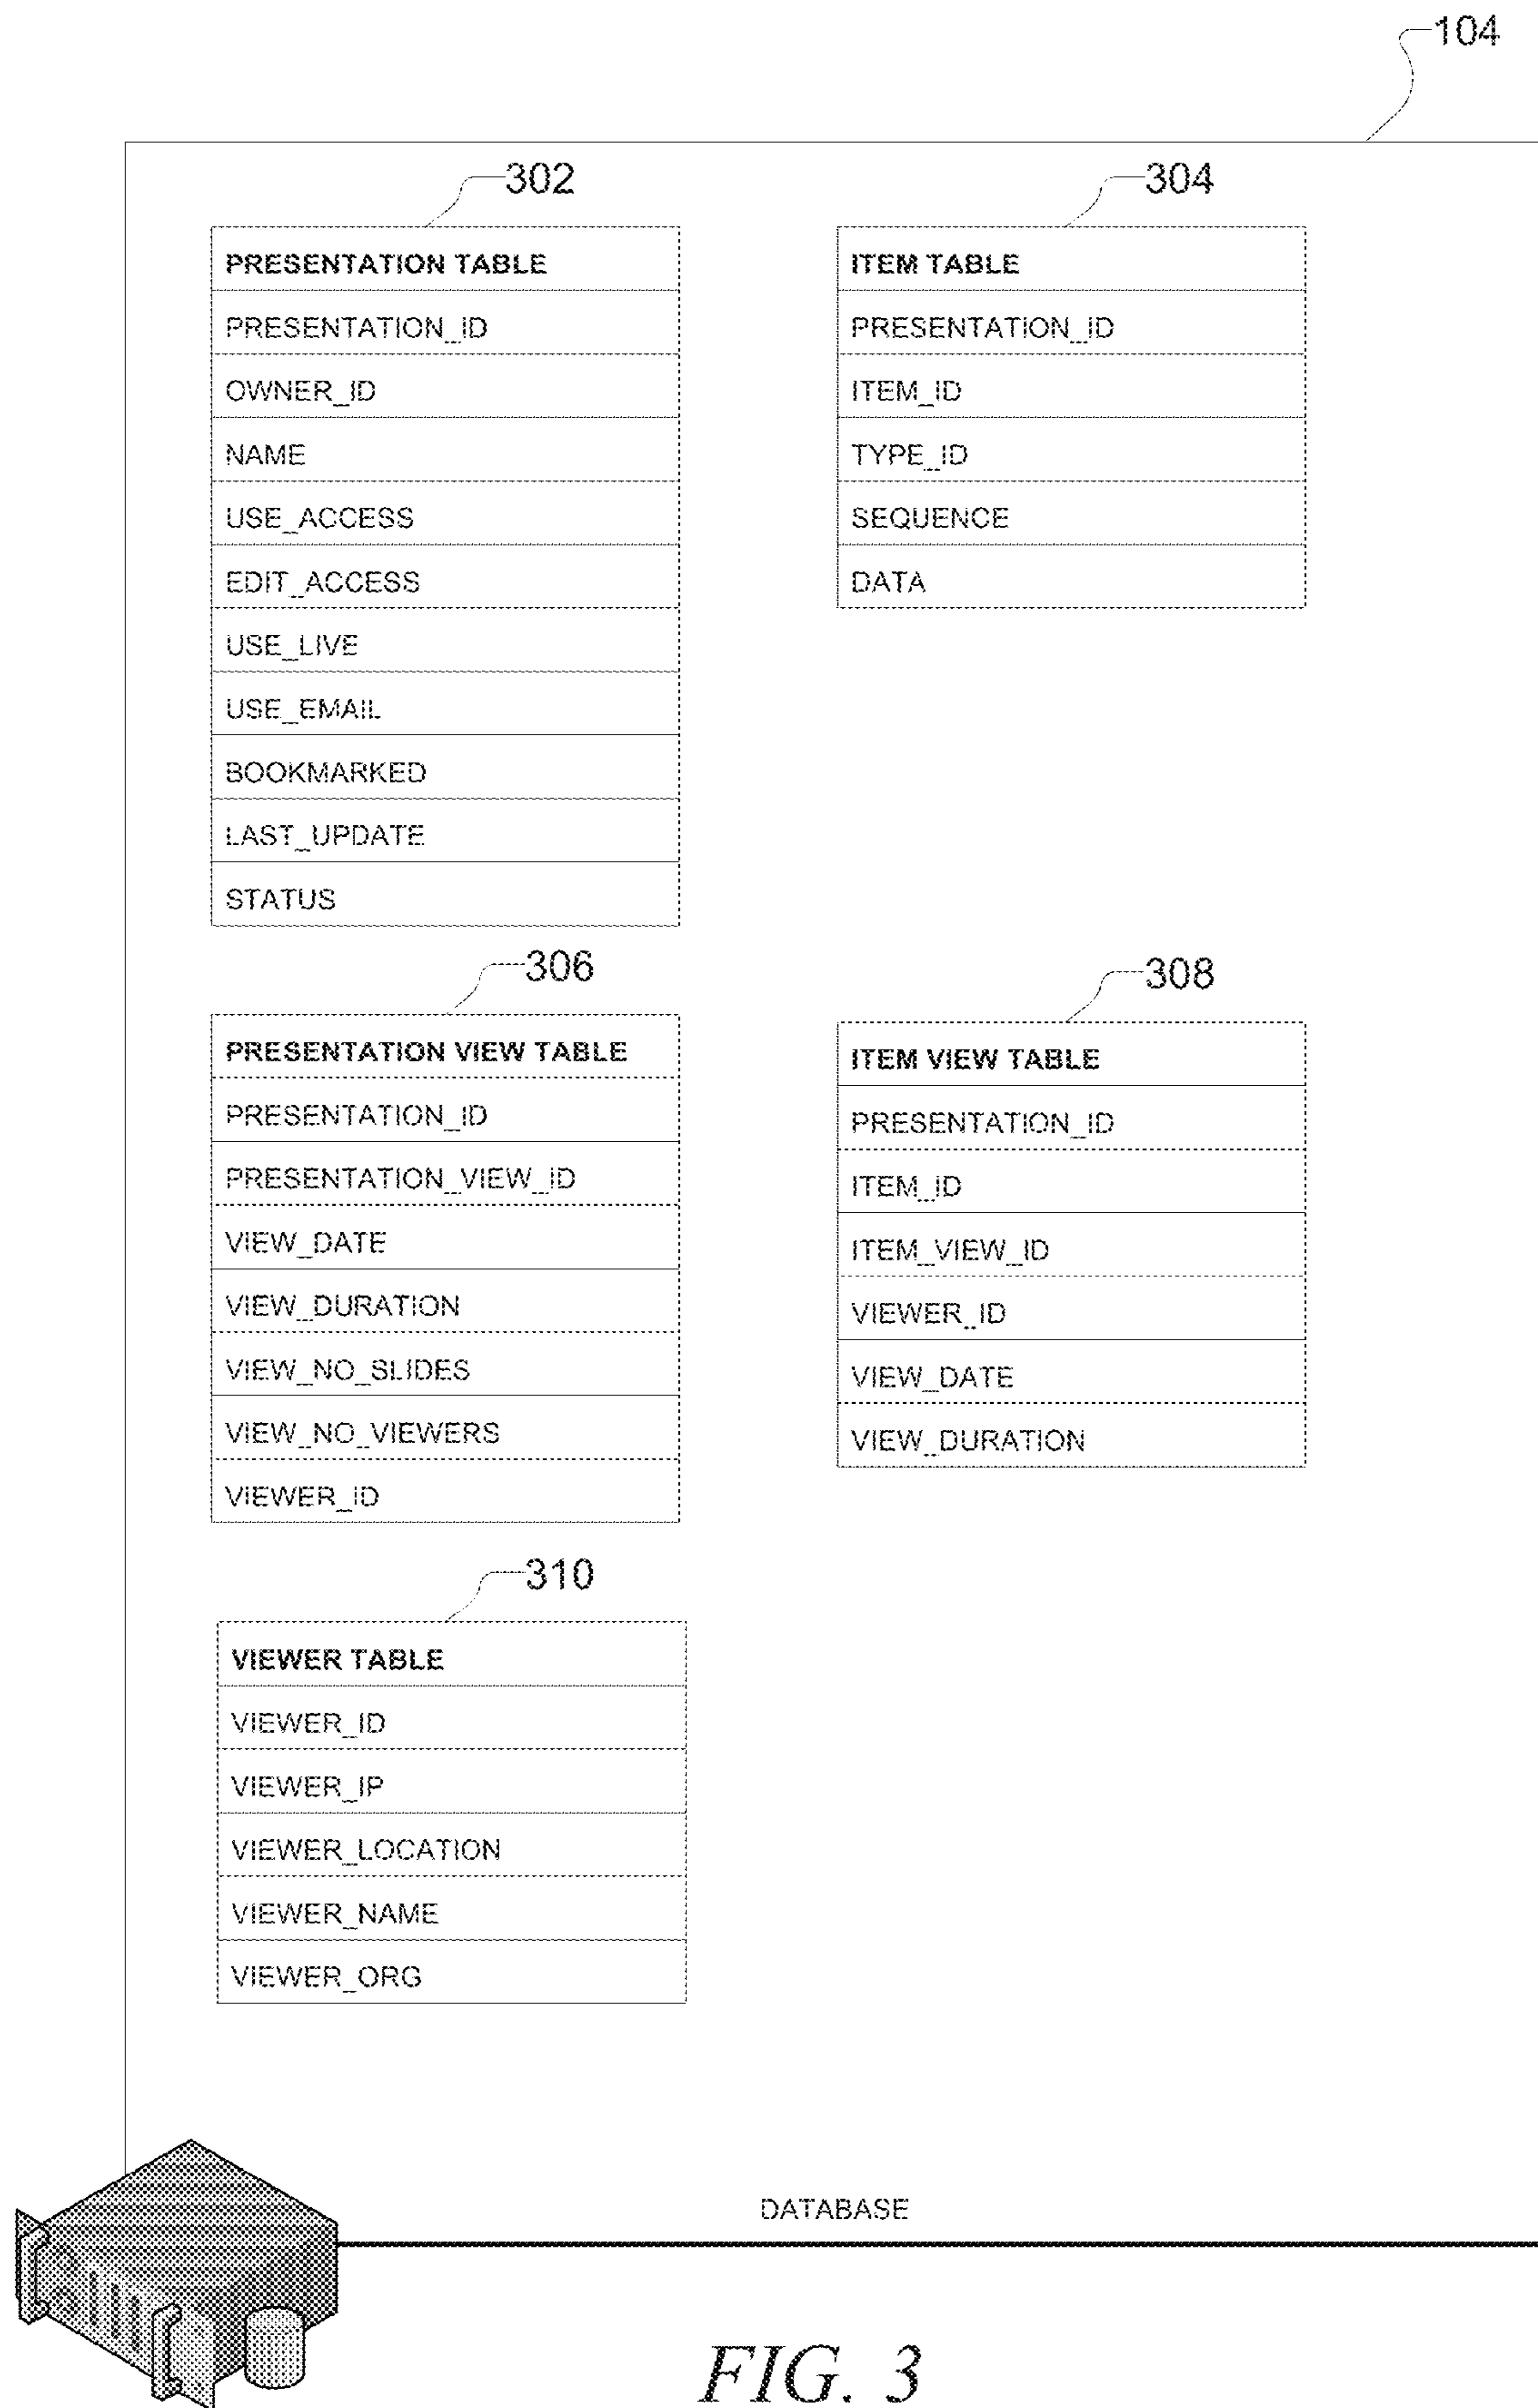 104
302
PRESENTATION TABLE
PRESENTATION_ID
OWNER_ID
NAME
USE_ACCESS
EDIT_ACCESS
USE_LIVE
USE_EMAIL
BOOKMARKED
LAST_UPDATE
STATUS
304
ITEM TABLE
PRESENTATION_ID
ITEM_ID
TYPE_ID
SEQUENCE
DATA
306
PRESENTATION VIEW TABLE
PRESENTATION_ID
PRESENTATION_VIEW_ID
VIEW_DATE
VIEW_DURATION
VIEW_NO_SLIDES
VIEW_NO_VIEWERS
VIEWER_ID
308
ITEM VIEW TABLE
PRESENTATION_ID
ITEM_ID
ITEM_VIEW_ID
VIEWER_ID
VIEW_DATE
VIEW_DURATION
310
VIEWER TABLE
VIEWER_ID
VIEWER_IP
VIEWER_LOCATION
VIEWER_NAME
VIEWER_ORG
DATABASE
FIG. 3